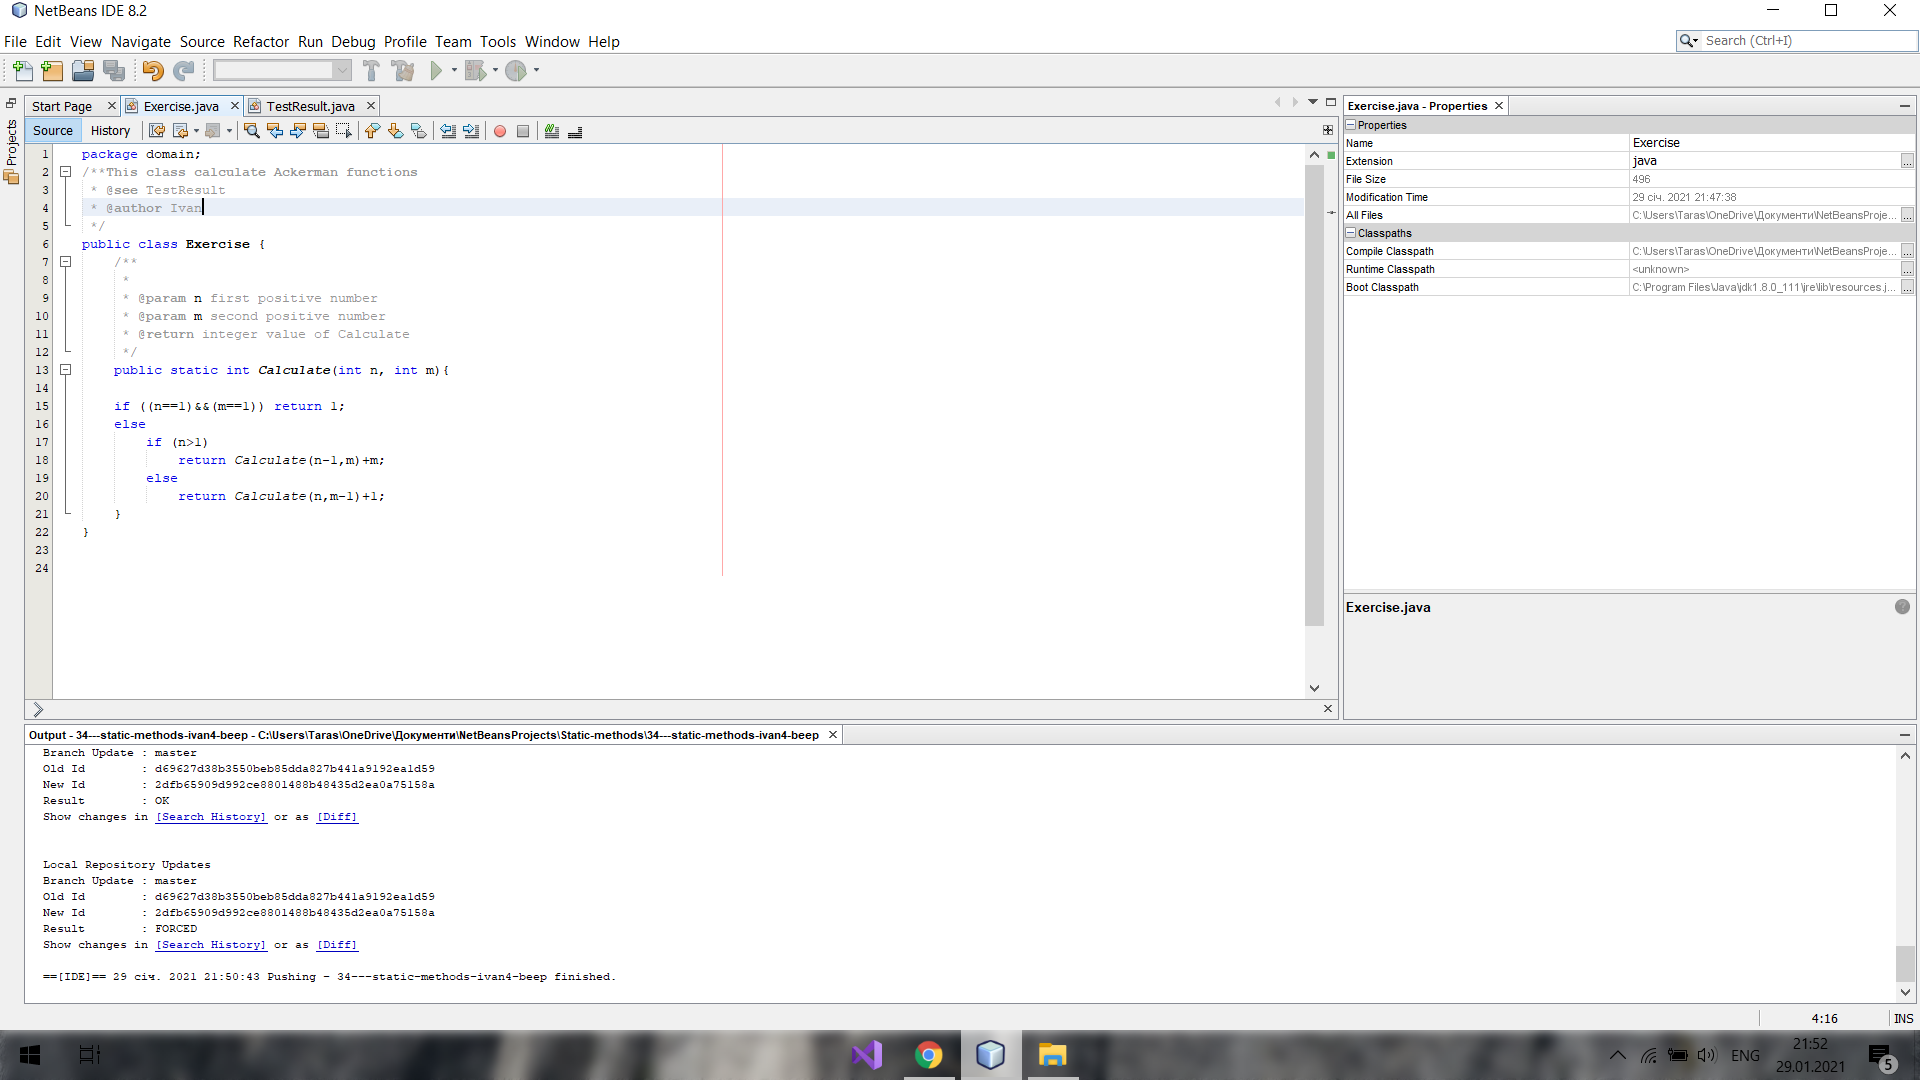 NetBeans IDE 8.2
File Edit View Navigate Source Refactor Run Debug Profile Team Tools Window Help
Search (Ctrl+I)
Projects
Start Page
Exercise.java
TestResult.java
Source
History
1 package domain;
2 /**This class calculate Ackerman functions
3 * @see TestResult
4 * @author Ivan
5 */
6 public class Exercise {
7 /**
8 *
9 * @param n first positive number
10 * @param m second positive number
11 * @return integer value of Calculate
12 */
13 public static int Calculate(int n, int m){
14
15 if ((n==1)&&(m==1)) return 1;
16 else
17 if (n>1)
18 return Calculate(n-1,m)+m;
19 else
20 return Calculate(n,m-1)+1;
21 }
22 }
23
24
Exercise.java - Properties
Properties
Name Exercise
Extension java
File Size 496
Modification Time 29 січ. 2021 21:47:38
All Files C:\Users\Taras\OneDrive\Документи\NetBeansProje...
Classpaths
Compile Classpath C:\Users\Taras\OneDrive\Документи\NetBeansProje...
Runtime Classpath <unknown>
Boot Classpath C:\Program Files\Java\jdk1.8.0_111\jre\lib\resources.j...
Exercise.java
Output - 34---static-methods-ivan4-beep - C:\Users\Taras\OneDrive\Документи\NetBeansProjects\Static-methods\34---static-methods-ivan4-beep
Branch Update : master
Old Id : d69627d38b3550beb85dda827b441a9192ea1d59
New Id : 2dfb65909d992ce8801488b48435d2ea0a75158a
Result : OK
Show changes in [Search History] or as [Diff]
Local Repository Updates
Branch Update : master
Old Id : d69627d38b3550beb85dda827b441a9192ea1d59
New Id : 2dfb65909d992ce8801488b48435d2ea0a75158a
Result : FORCED
Show changes in [Search History] or as [Diff]
==[IDE]== 29 січ. 2021 21:50:43 Pushing - 34---static-methods-ivan4-beep finished.
4:16
INS
ENG
21:52
29.01.2021
5